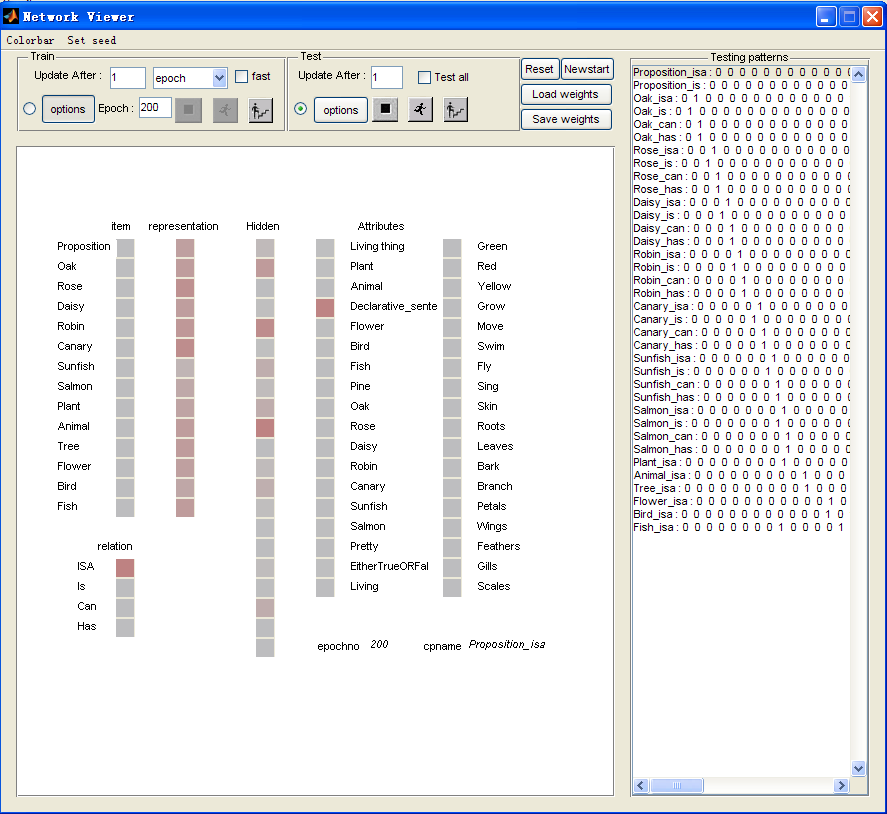 Network Viewer
Colorbar Set seed
Train
Update After : 1 epoch fast
options Epoch : 200
Test
Update After : 1 Test all
options
Reset Newstart
Load weights
Save weights
item representation Hidden Attributes
Proposition Living thing Green
Oak Plant Red
Rose Animal Yellow
Daisy Declarative_sente Grow
Robin Flower Move
Canary Bird Swim
Sunfish Fish Fly
Salmon Pine Sing
Plant Oak Skin
Animal Rose Roots
Tree Daisy Leaves
Flower Robin Bark
Bird Canary Branch
Fish Sunfish Petals
Salmon Wings
relation Pretty Feathers
ISA EitherTrueORFal Gills
Is Living Scales
Can
Has
epochno 200 cpname Proposition_isa
Testing patterns
Proposition_isa : 0 0 0 0 0 0 0 0 0 0 0 0
Proposition_is : 0 0 0 0 0 0 0 0 0 0 0
Oak_isa : 0 1 0 0 0 0 0 0 0 0 0 0 0 0
Oak_is : 0 1 0 0 0 0 0 0 0 0 0 0 0 0
Oak_can : 0 1 0 0 0 0 0 0 0 0 0 0 0
Oak_has : 0 1 0 0 0 0 0 0 0 0 0 0 0
Rose_isa : 0 0 1 0 0 0 0 0 0 0 0 0 0 0
Rose_is : 0 0 1 0 0 0 0 0 0 0 0 0 0
Rose_can : 0 0 1 0 0 0 0 0 0 0 0 0 0
Rose_has : 0 0 1 0 0 0 0 0 0 0 0 0 0
Daisy_isa : 0 0 0 1 0 0 0 0 0 0 0 0 0
Daisy_is : 0 0 0 1 0 0 0 0 0 0 0 0 0
Daisy_can : 0 0 0 1 0 0 0 0 0 0 0 0
Daisy_has : 0 0 0 1 0 0 0 0 0 0 0 0
Robin_isa : 0 0 0 0 1 0 0 0 0 0 0 0 0
Robin_is : 0 0 0 0 1 0 0 0 0 0 0 0 0
Robin_can : 0 0 0 0 1 0 0 0 0 0 0 0
Robin_has : 0 0 0 0 1 0 0 0 0 0 0 0
Canary_isa : 0 0 0 0 0 1 0 0 0 0 0 0 0
Canary_is : 0 0 0 0 0 1 0 0 0 0 0 0
Canary_can : 0 0 0 0 0 1 0 0 0 0 0 0
Canary_has : 0 0 0 0 0 1 0 0 0 0 0 0
Sunfish_isa : 0 0 0 0 0 0 1 0 0 0 0 0 0
Sunfish_is : 0 0 0 0 0 0 1 0 0 0 0 0
Sunfish_can : 0 0 0 0 0 0 1 0 0 0 0 0
Sunfish_has : 0 0 0 0 0 0 1 0 0 0 0 0
Salmon_isa : 0 0 0 0 0 0 0 1 0 0 0 0 0
Salmon_is : 0 0 0 0 0 0 0 1 0 0 0 0 0
Salmon_can : 0 0 0 0 0 0 0 1 0 0 0 0
Salmon_has : 0 0 0 0 0 0 0 1 0 0 0 0
Plant_isa : 0 0 0 0 0 0 0 0 1 0 0 0 0
Animal_isa : 0 0 0 0 0 0 0 0 0 1 0 0 0
Tree_isa : 0 0 0 0 0 0 0 0 0 0 1 0 0 0
Flower_isa : 0 0 0 0 0 0 0 0 0 0 0 1 0
Bird_isa : 0 0 0 0 0 0 0 0 0 0 0 0 1 0
Fish_isa : 0 0 0 0 0 0 0 0 1 0 0 0 0 1